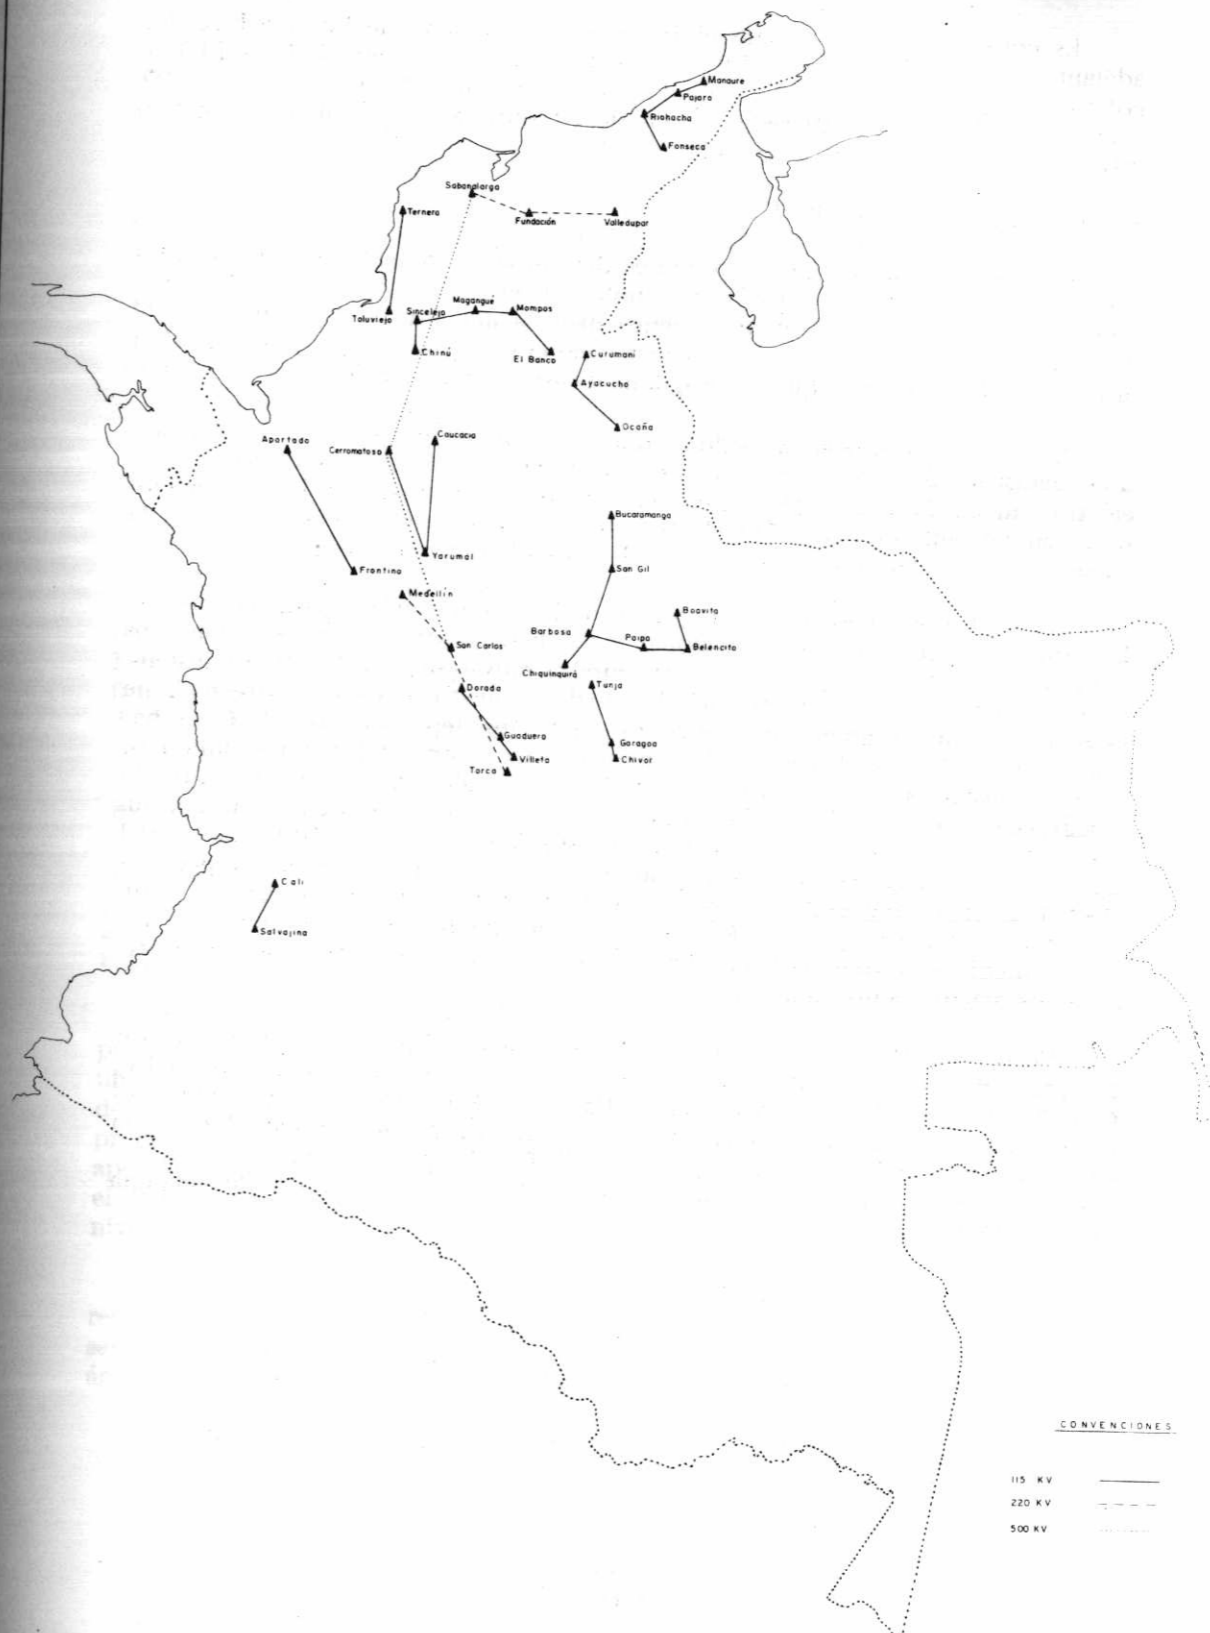 Manaure
Pajaro
Riohacha
Fonseca
Sabanalarga
Ternera
Fundación
Valledupar
Magangué
Mompos
Sincelejo
Toluviejo
Chinú
El Banco
Curumaní
Ayacucho
Ocaña
Caucacia
Apartado
Cerromatoso
Bucaramanga
Yarumal
San Gil
Frontino
Medellín
Boavita
Barbosa
Paipa
San Carlos
Belencito
Chiquinquirá
Dorada
Tunja
Guaduero
Garagoa
Villeta
Chivor
Torca
Cali
Salvajina
CONVENCIONES
115 KV
220 KV
500 KV